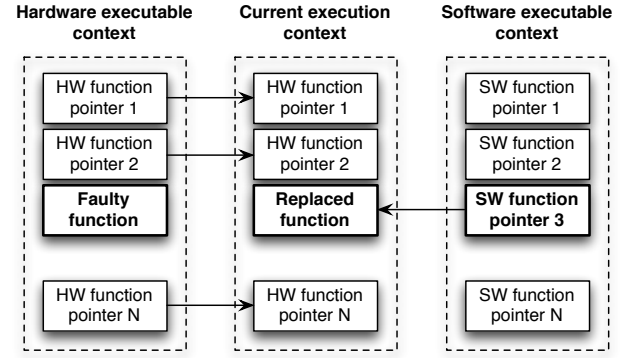 Hardware executable
context
Current execution
context
Software executable
context
HW function
pointer 1
HW function
pointer 1
SW function
pointer 1
HW function
pointer 2
HW function
pointer 2
SW function
pointer 2
Faulty
function
Replaced
function
SW function
pointer 3
HW function
pointer N
HW function
pointer N
SW function
pointer N